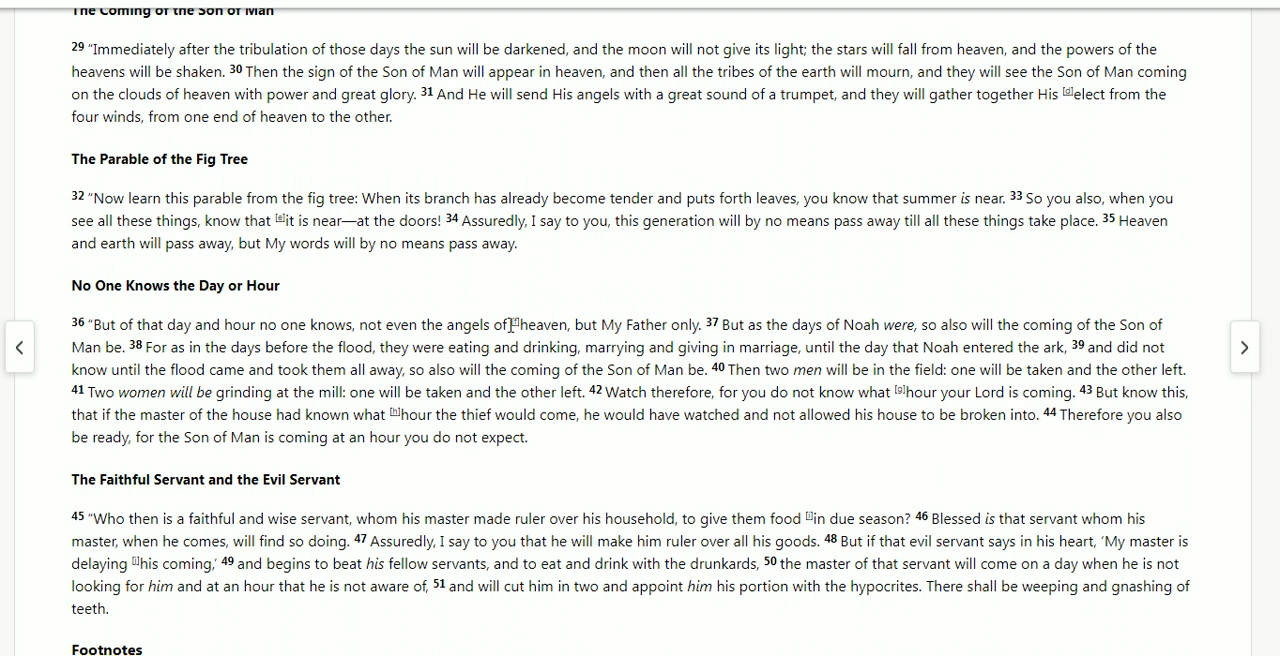 The Coming of the Son of Man
29 “Immediately after the tribulation of those days the sun will be darkened, and the moon will not give its light; the stars will fall from heaven, and the powers of the
heavens will be shaken. 30 Then the sign of the Son of Man will appear in heaven, and then all the tribes of the earth will mourn, and they will see the Son of Man coming
on the clouds of heaven with power and great glory. 31 And He will send His angels with a great sound of a trumpet, and they will gather together His [d]elect from the
four winds, from one end of heaven to the other.
The Parable of the Fig Tree
32 “Now learn this parable from the fig tree: When its branch has already become tender and puts forth leaves, you know that summer is near. 33 So you also, when you
see all these things, know that [e]it is near—at the doors! 34 Assuredly, I say to you, this generation will by no means pass away till all these things take place. 35 Heaven
and earth will pass away, but My words will by no means pass away.
No One Knows the Day or Hour
36 “But of that day and hour no one knows, not even the angels of [f]heaven, but My Father only. 37 But as the days of Noah were, so also will the coming of the Son of
Man be. 38 For as in the days before the flood, they were eating and drinking, marrying and giving in marriage, until the day that Noah entered the ark, 39 and did not
know until the flood came and took them all away, so also will the coming of the Son of Man be. 40 Then two men will be in the field: one will be taken and the other left.
41 Two women will be grinding at the mill: one will be taken and the other left. 42 Watch therefore, for you do not know what [g]hour your Lord is coming. 43 But know this,
that if the master of the house had known what [h]hour the thief would come, he would have watched and not allowed his house to be broken into. 44 Therefore you also
be ready, for the Son of Man is coming at an hour you do not expect.
The Faithful Servant and the Evil Servant
45 “Who then is a faithful and wise servant, whom his master made ruler over his household, to give them food [i]in due season? 46 Blessed is that servant whom his
master, when he comes, will find so doing. 47 Assuredly, I say to you that he will make him ruler over all his goods. 48 But if that evil servant says in his heart, ‘My master is
delaying [j]his coming,’ 49 and begins to beat his fellow servants, and to eat and drink with the drunkards, 50 the master of that servant will come on a day when he is not
looking for him and at an hour that he is not aware of, 51 and will cut him in two and appoint him his portion with the hypocrites. There shall be weeping and gnashing of
teeth.
Footnotes